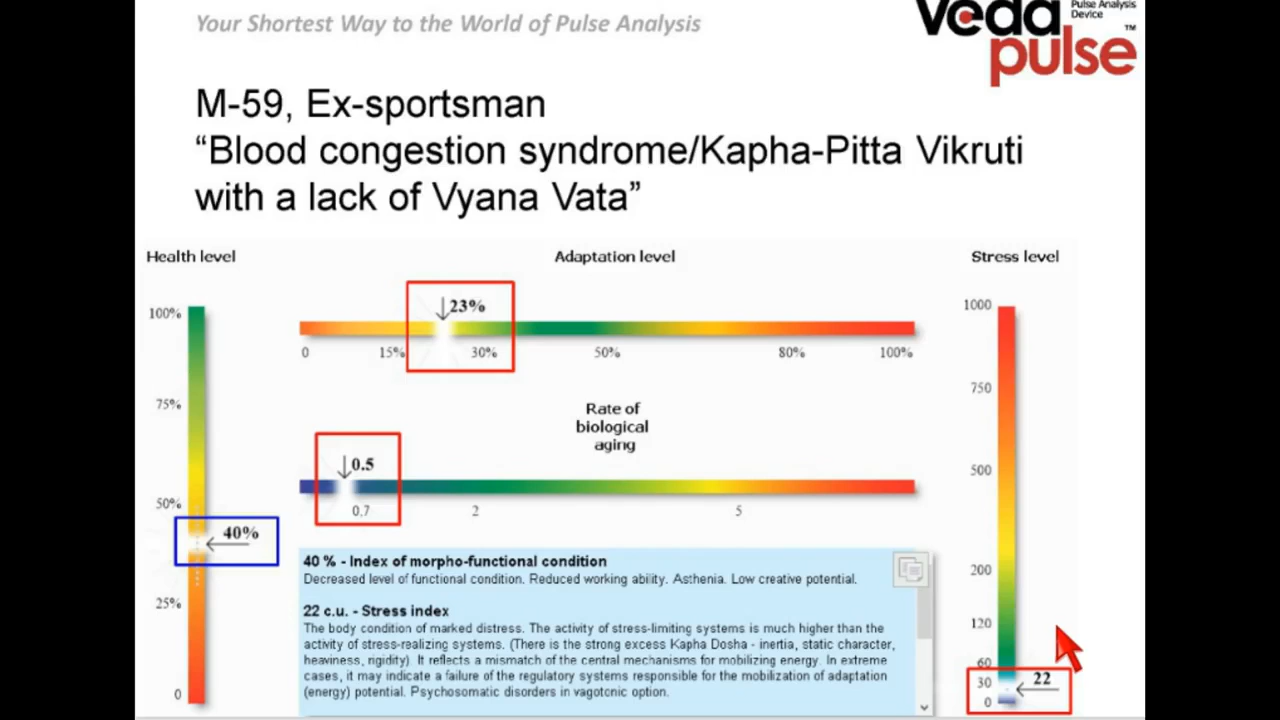 Your Shortest Way to the World of Pulse Analysis
Veda
pulse
Pulse Analysis
Device
TM
M-59, Ex-sportsman
“Blood congestion syndrome/Kapha-Pitta Vikruti
with a lack of Vyana Vata”
Health level
100%
75%
50%
40%
25%
0
Adaptation level
23%
0 15% 30% 50% 80% 100%
Rate of
biological
aging
0.5
0.7 2 5
40 % - Index of morpho-functional condition
Decreased level of functional condition. Reduced working ability. Asthenia. Low creative potential.
22 c.u. - Stress index
The body condition of marked distress. The activity of stress-limiting systems is much higher than the
activity of stress-realizing systems. (There is the strong excess Kapha Dosha - inertia, static character,
heaviness, rigidity). It reflects a mismatch of the central mechanisms for mobilizing energy. In extreme
cases, it may indicate a failure of the regulatory systems responsible for the mobilization of adaptation
(energy) potential. Psychosomatic disorders in vagotonic option.
Stress level
1000
750
500
200
120
60
30
22
0